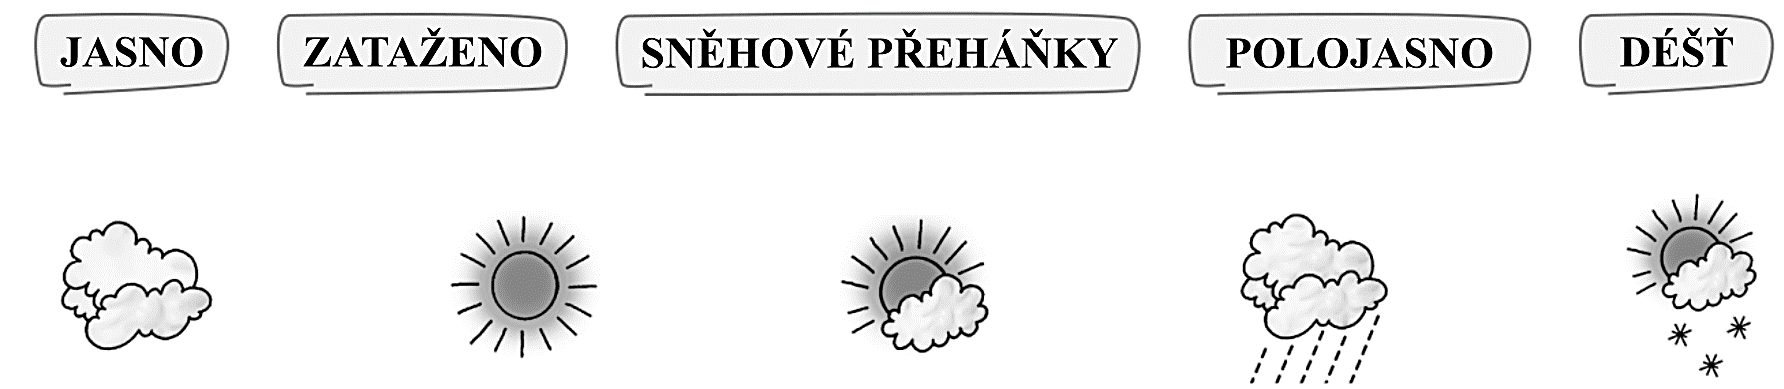 JASNO ZATAŽENO SNĚHOVÉ PŘEHÁŇKY POLOJASNO DÉŠŤ